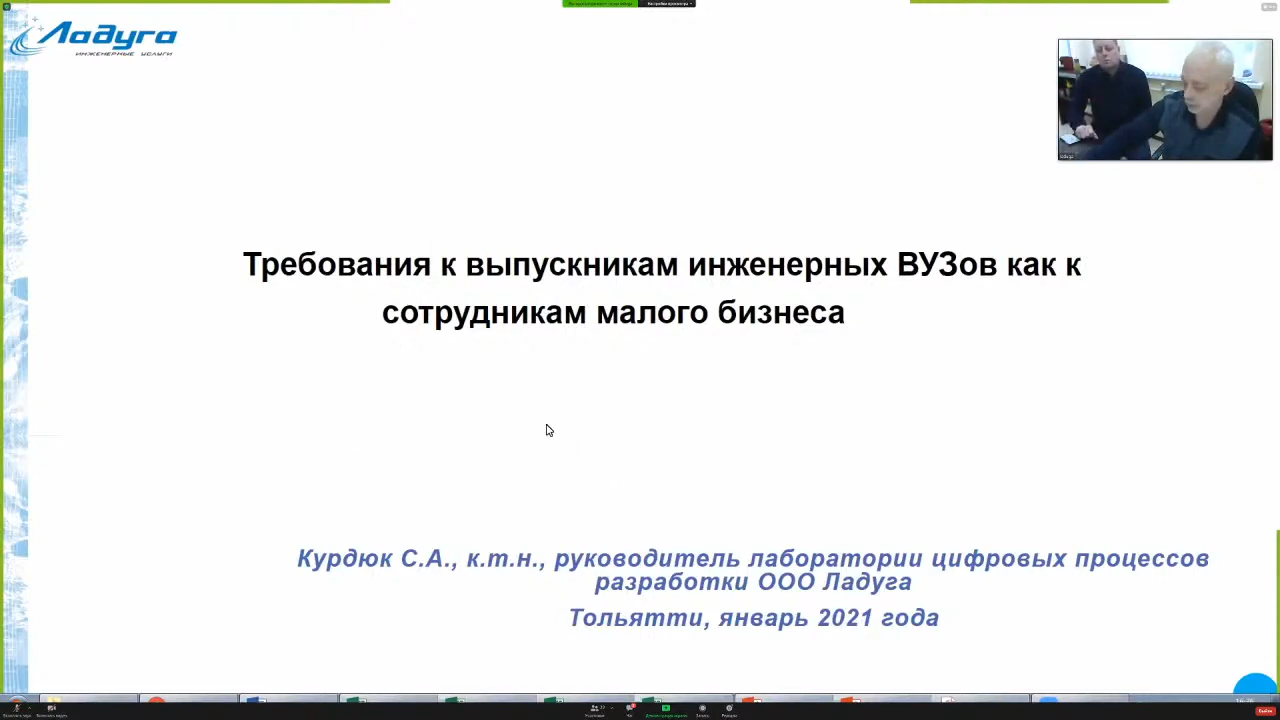 Ладуга
ИНЖЕНЕРНЫЕ УСЛУГИ
Требования к выпускникам инженерных ВУЗов как к
сотрудникам малого бизнеса
Курдюк С.А., к.т.н., руководитель лаборатории цифровых процессов
разработки ООО Ладуга
Тольятти, январь 2021 года